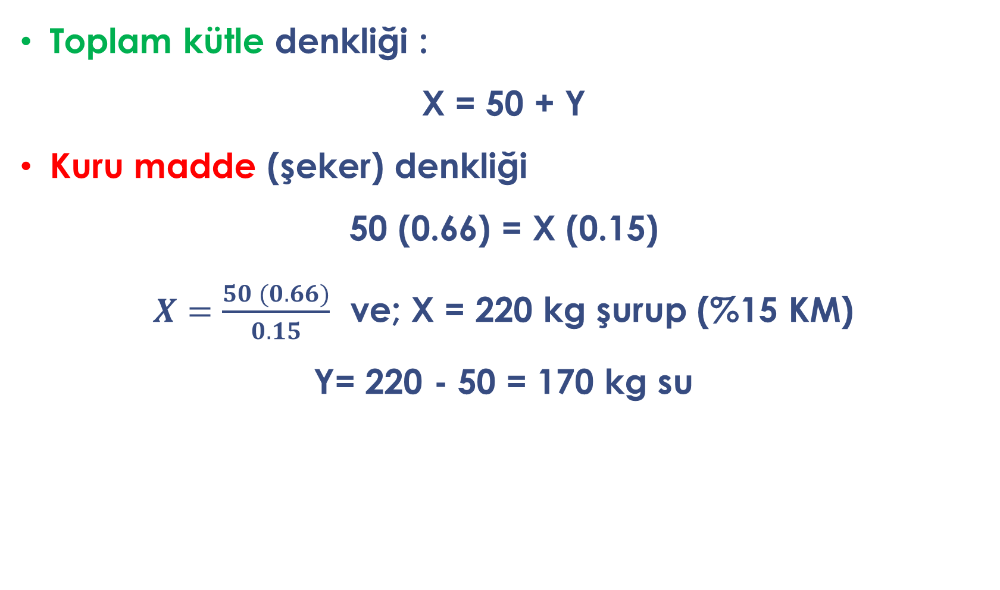 • Toplam kütle denkliği :
X = 50 + Y
• Kuru madde (şeker) denkliği
50 (0.66) = X (0.15)
X = 50 (0.66) / 0.15 ve; X = 220 kg şurup (%15 KM)
Y= 220 - 50 = 170 kg su